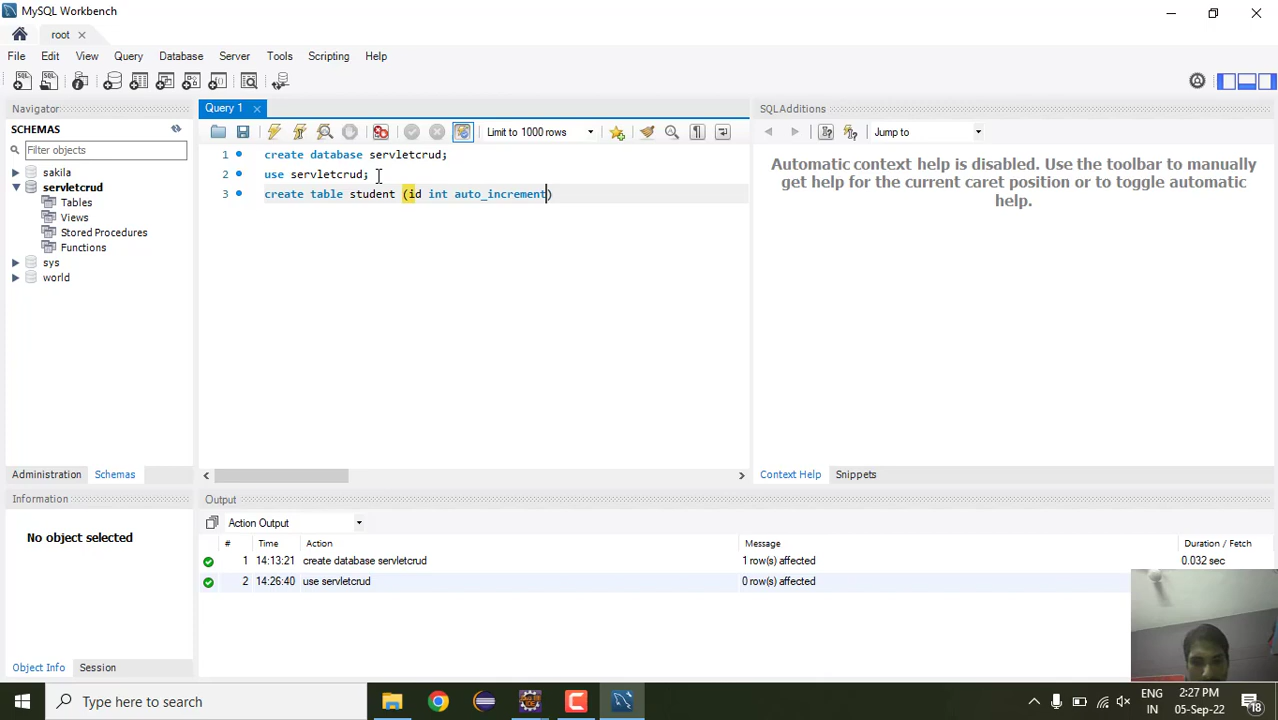 MySQL Workbench
root
File Edit View Query Database Server Tools Scripting Help
Navigator
SCHEMAS
Filter objects
sakila
servletcrud
Tables
Views
Stored Procedures
Functions
sys
world
Administration Schemas
Information
No object selected
Object Info Session
Query 1
Limit to 1000 rows
1 create database servletcrud;
2 use servletcrud;
3 create table student (id int auto_increment)
SQLAdditions
Jump to
Automatic context help is disabled. Use the toolbar to manually
get help for the current caret position or to toggle automatic
help.
Context Help Snippets
Output
Action Output
# Time Action Message Duration / Fetch
1 14:13:21 create database servletcrud 1 row(s) affected 0.032 sec
2 14:26:40 use servletcrud 0 row(s) affected
Type here to search
ENG
IN
2:27 PM
05-Sep-22
18